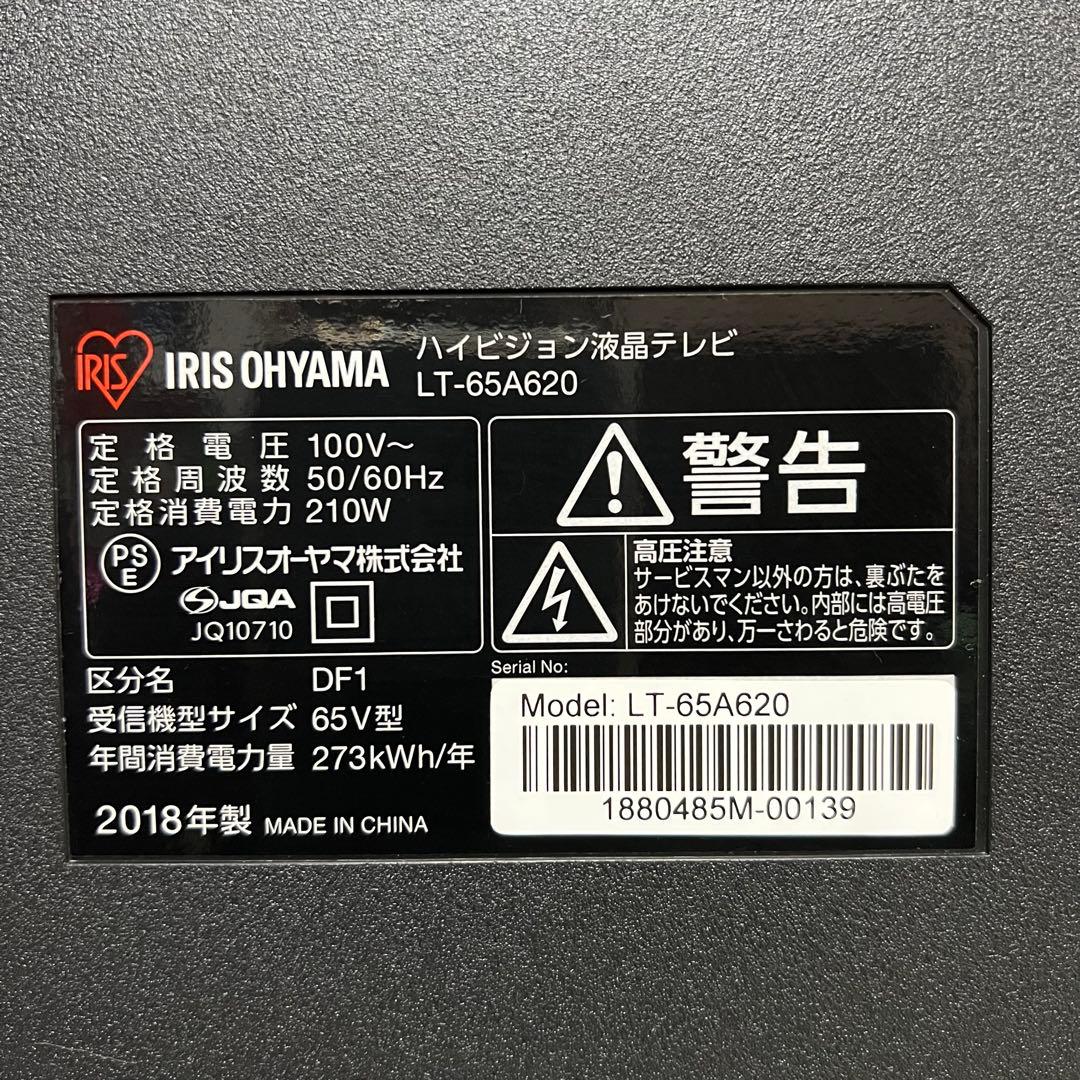 IRIS
IRIS OHYAMA
ハイビジョン液晶テレビ
LT-65A620
定格電圧 100V～
定格周波数 50/60Hz
定格消費電力 210W
PS
E
アイリスオーヤマ株式会社
JQA
JQ10710
警告
高圧注意
サービスマン以外の方は、裏ぶたを
あけないでください。内部には高電圧
部分があり、万一さわると危険です。
区分名 DF1
受信機型サイズ 65V型
年間消費電力量 273kWh/年
2018年製 MADE IN CHINA
Serial No:
Model: LT-65A620
1880485M-00139